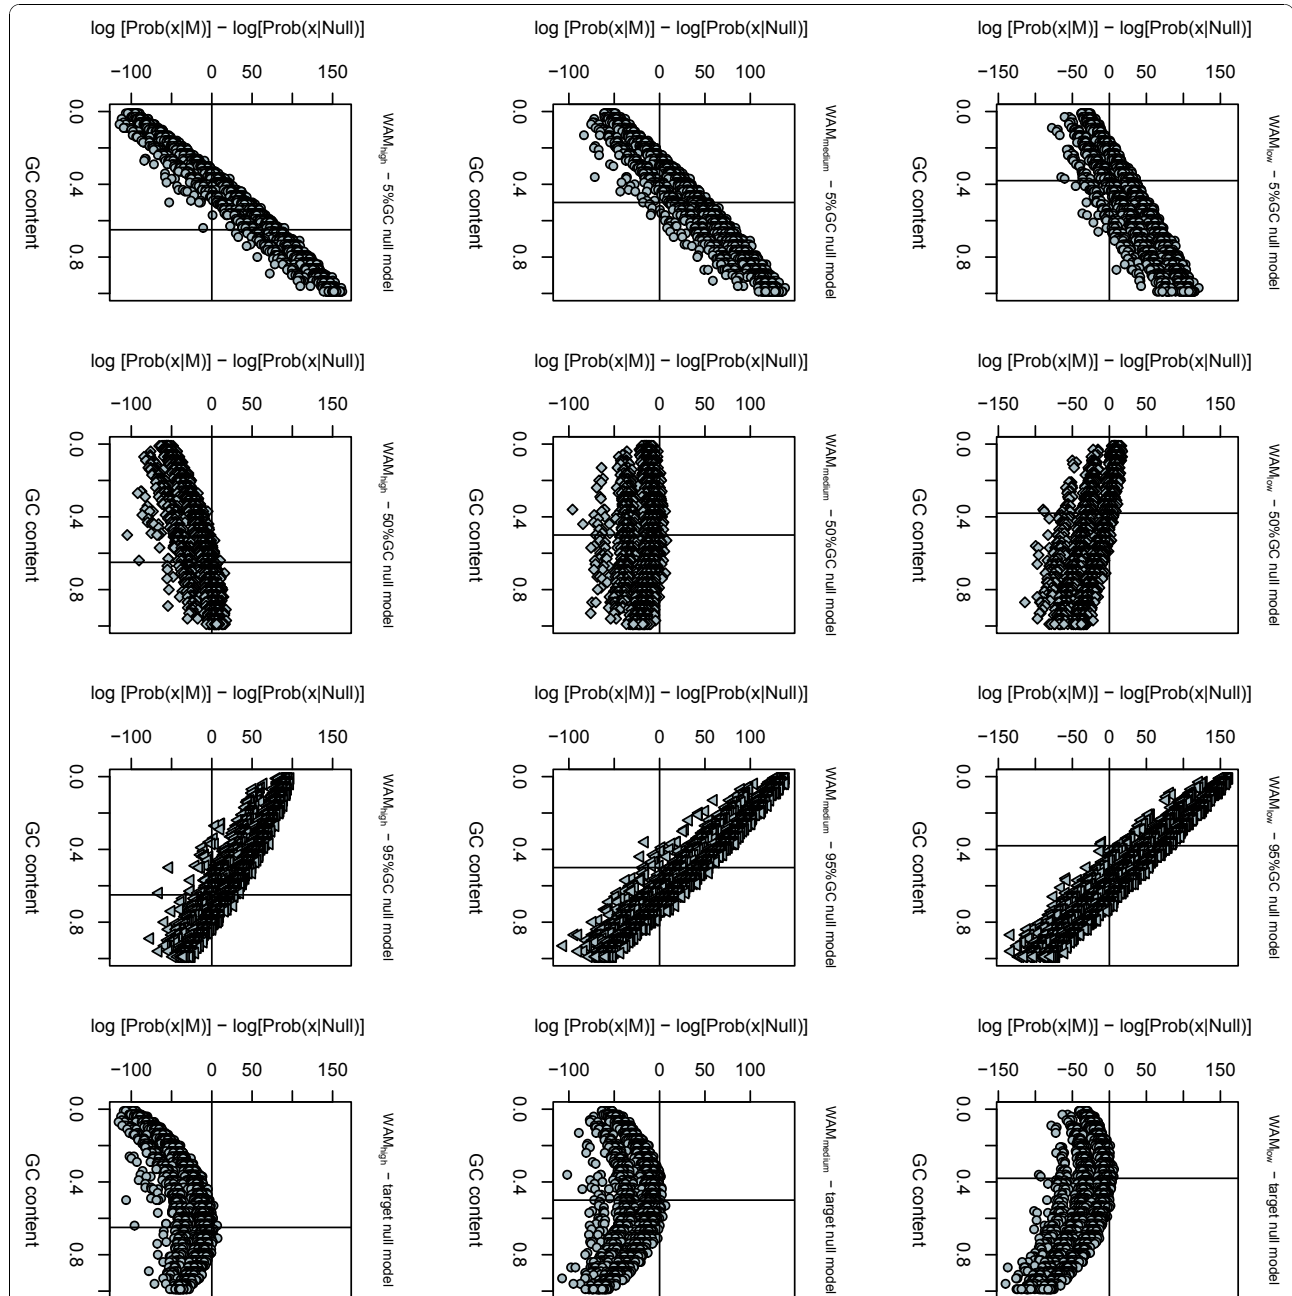 log [Prob(x|M)] − log[Prob(x|Null)]
−100 0 50 150
WAMhigh − 5%GC null model
0.0 0.4 0.8
GC content
log [Prob(x|M)] − log[Prob(x|Null)]
−100 0 50 100
WAMmedium − 5%GC null model
0.0 0.4 0.8
GC content
log [Prob(x|M)] − log[Prob(x|Null)]
−150 −50 0 50 150
WAMlow − 5%GC null model
0.0 0.4 0.8
GC content
log [Prob(x|M)] − log[Prob(x|Null)]
−100 0 50 150
WAMhigh − 50%GC null model
0.0 0.4 0.8
GC content
log [Prob(x|M)] − log[Prob(x|Null)]
−100 0 50 100
WAMmedium − 50%GC null model
0.0 0.4 0.8
GC content
log [Prob(x|M)] − log[Prob(x|Null)]
−150 −50 0 50 150
WAMlow − 50%GC null model
0.0 0.4 0.8
GC content
log [Prob(x|M)] − log[Prob(x|Null)]
−100 0 50 150
WAMhigh − 95%GC null model
0.0 0.4 0.8
GC content
log [Prob(x|M)] − log[Prob(x|Null)]
−100 0 50 100
WAMmedium − 95%GC null model
0.0 0.4 0.8
GC content
log [Prob(x|M)] − log[Prob(x|Null)]
−150 −50 0 50 150
WAMlow − 95%GC null model
0.0 0.4 0.8
GC content
log [Prob(x|M)] − log[Prob(x|Null)]
−100 0 50 150
WAMhigh − target null model
0.0 0.4 0.8
GC content
log [Prob(x|M)] − log[Prob(x|Null)]
−100 0 50 100
WAMmedium − target null model
0.0 0.4 0.8
GC content
log [Prob(x|M)] − log[Prob(x|Null)]
−150 −50 0 50 150
WAMlow − target null model
0.0 0.4 0.8
GC content